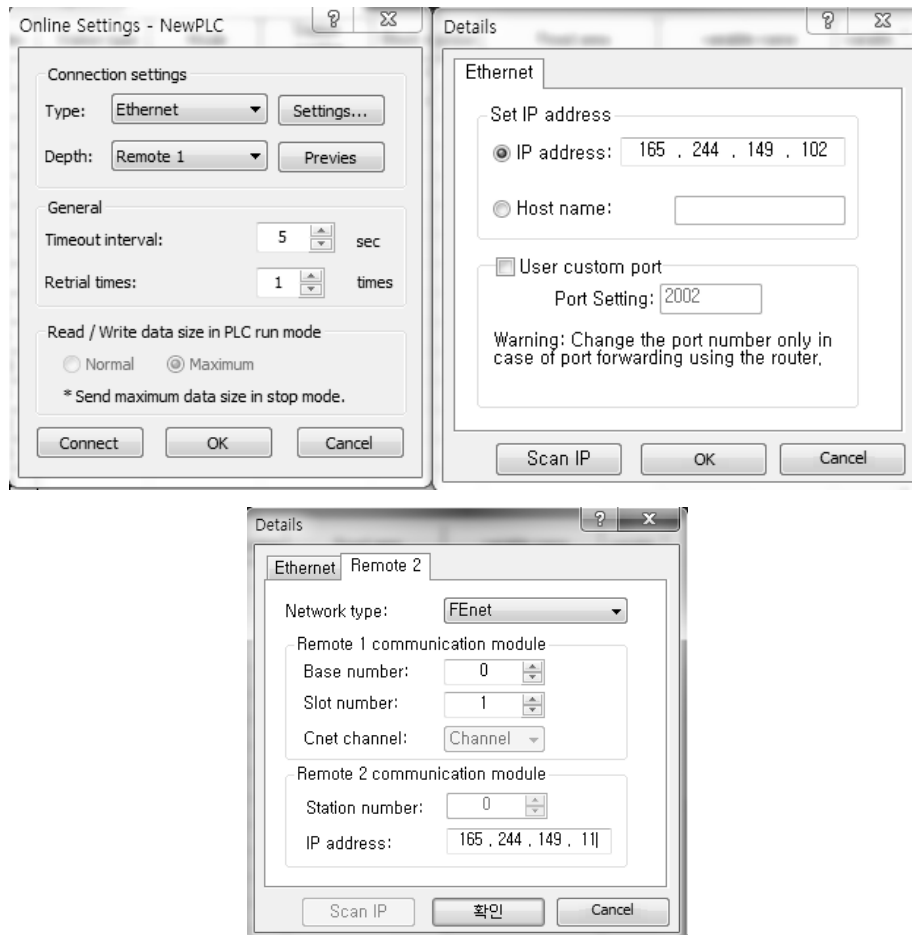 Online Settings - NewPLC
Connection settings
Type: Ethernet Settings...
Depth: Remote 1 Previes
General
Timeout interval: 5 sec
Retrial times: 1 times
Read / Write data size in PLC run mode
Normal Maximum
* Send maximum data size in stop mode.
Connect OK Cancel
Details
Ethernet
Set IP address
IP address: 165 . 244 . 149 . 102
Host name:
User custom port
Port Setting: 2002
Warning: Change the port number only in
case of port forwarding using the router.
Scan IP OK Cancel
Details
Ethernet Remote 2
Network type: FEnet
Remote 1 communication module
Base number: 0
Slot number: 1
Cnet channel: Channel
Remote 2 communication module
Station number: 0
IP address: 165 . 244 . 149 . 11
Scan IP 확인 Cancel